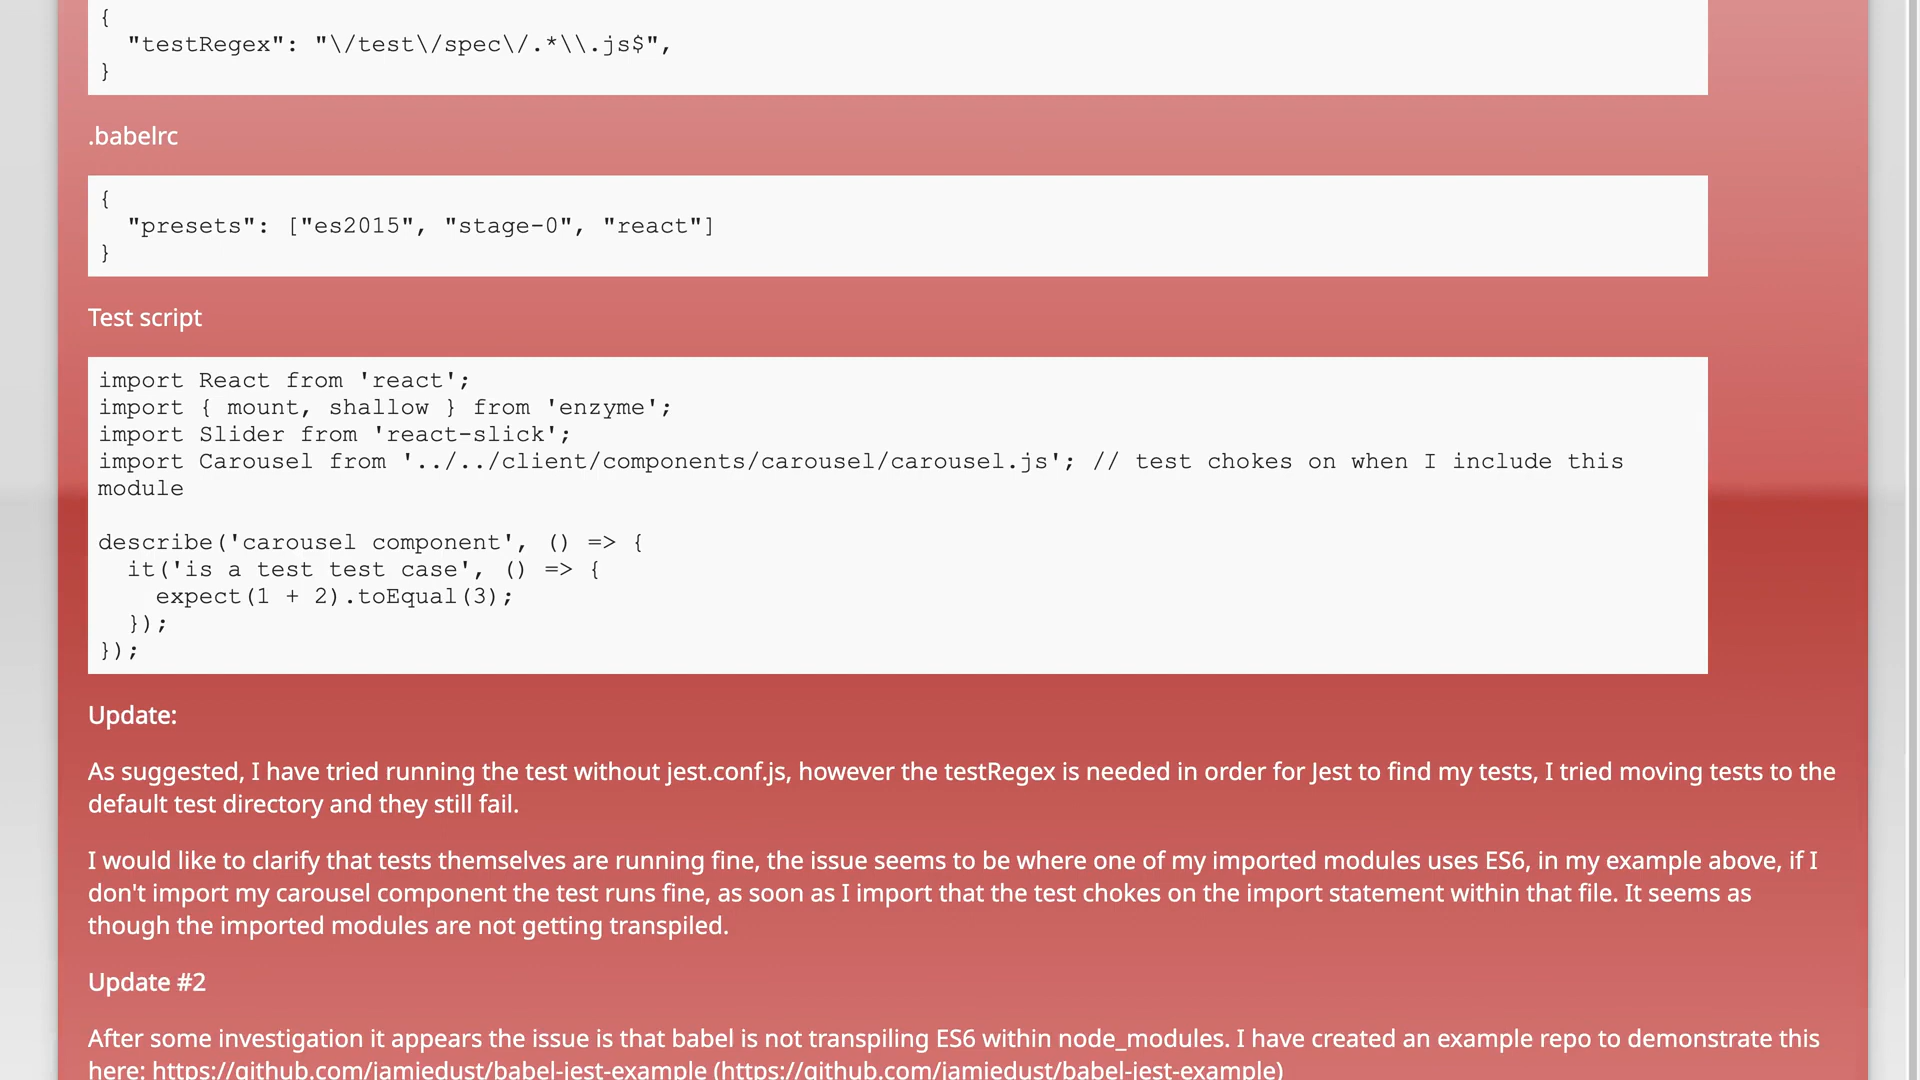 {
  "testRegex": "\/test\/spec\/.*\\.js$",
}
.babelrc
{
  "presets": ["es2015", "stage-0", "react"]
}
Test script
import React from 'react';
import { mount, shallow } from 'enzyme';
import Slider from 'react-slick';
import Carousel from '../../client/components/carousel/carousel.js'; // test chokes on when I include this
module
describe('carousel component', () => {
  it('is a test test case', () => {
    expect(1 + 2).toEqual(3);
  });
});
Update:
As suggested, I have tried running the test without jest.conf.js, however the testRegex is needed in order for Jest to find my tests, I tried moving tests to the
default test directory and they still fail.
I would like to clarify that tests themselves are running fine, the issue seems to be where one of my imported modules uses ES6, in my example above, if I
don't import my carousel component the test runs fine, as soon as I import that the test chokes on the import statement within that file. It seems as
though the imported modules are not getting transpiled.
Update #2
After some investigation it appears the issue is that babel is not transpiling ES6 within node_modules. I have created an example repo to demonstrate this
here: https://github.com/jamiedust/babel-jest-example (https://github.com/jamiedust/babel-jest-example)